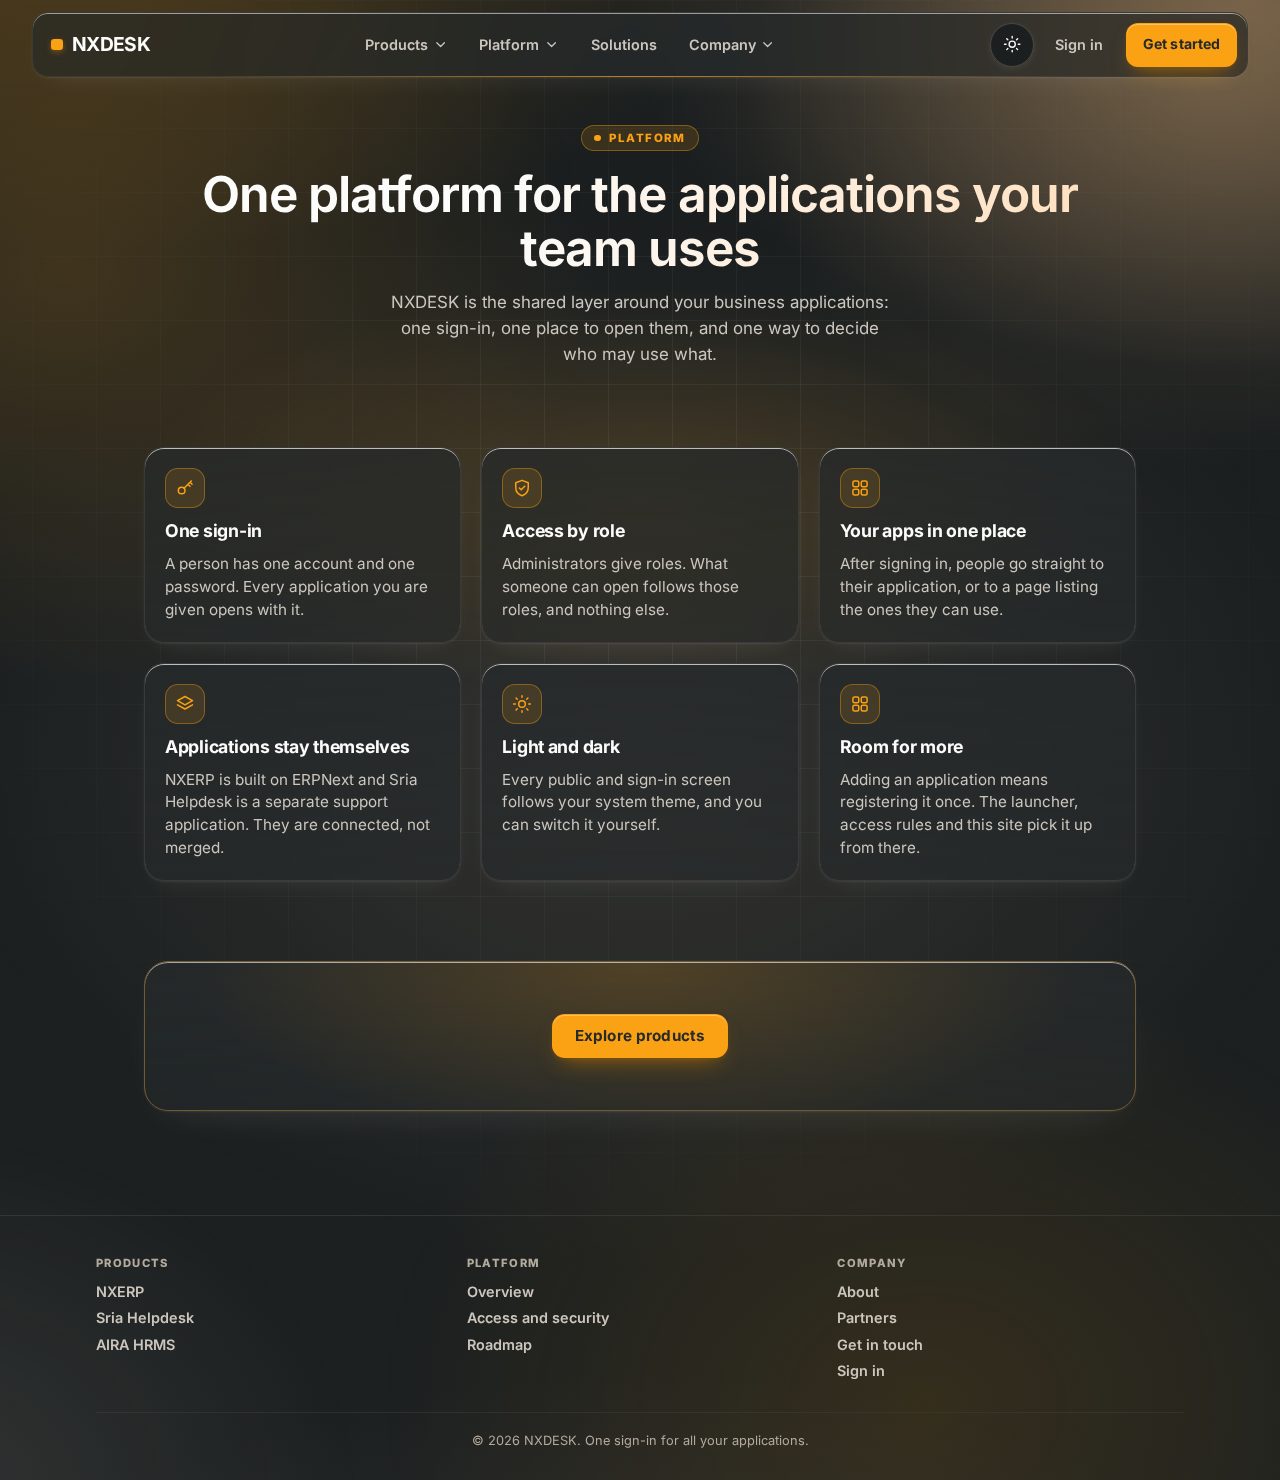 NXDESK
Products
Platform
Solutions
Company
Sign in
Get started
PLATFORM
One platform for the applications your
team uses
NXDESK is the shared layer around your business applications:
one sign-in, one place to open them, and one way to decide
who may use what.
One sign-in
A person has one account and one
password. Every application you are
given opens with it.
Access by role
Administrators give roles. What
someone can open follows those
roles, and nothing else.
Your apps in one place
After signing in, people go straight to
their application, or to a page listing
the ones they can use.
Applications stay themselves
NXERP is built on ERPNext and Sria
Helpdesk is a separate support
application. They are connected, not
merged.
Light and dark
Every public and sign-in screen
follows your system theme, and you
can switch it yourself.
Room for more
Adding an application means
registering it once. The launcher,
access rules and this site pick it up
from there.
Explore products
PRODUCTS
NXERP
Sria Helpdesk
AIRA HRMS
PLATFORM
Overview
Access and security
Roadmap
COMPANY
About
Partners
Get in touch
Sign in
© 2026 NXDESK. One sign-in for all your applications.